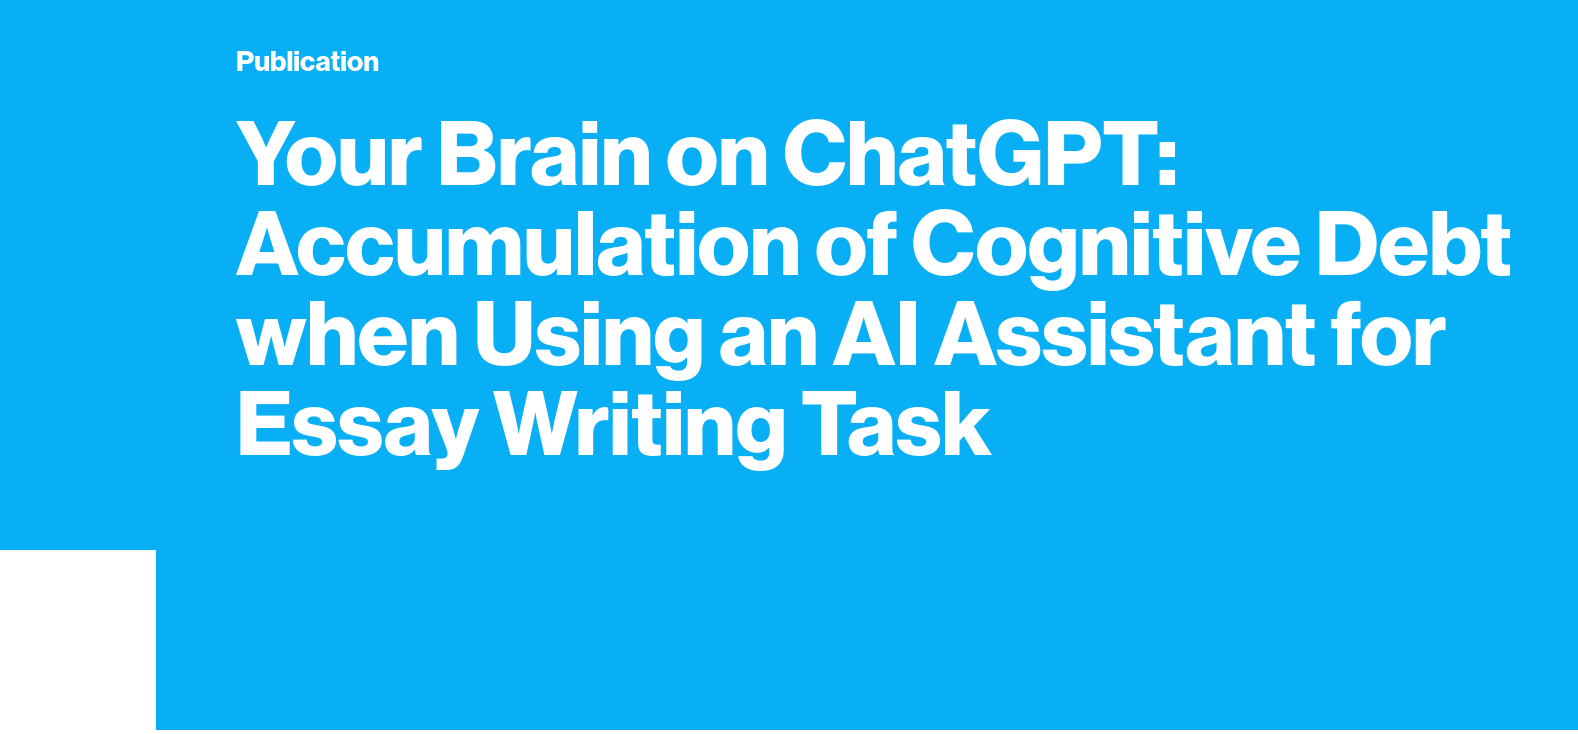 Publication
Your Brain on ChatGPT:
Accumulation of Cognitive Debt
when Using an AI Assistant for
Essay Writing Task